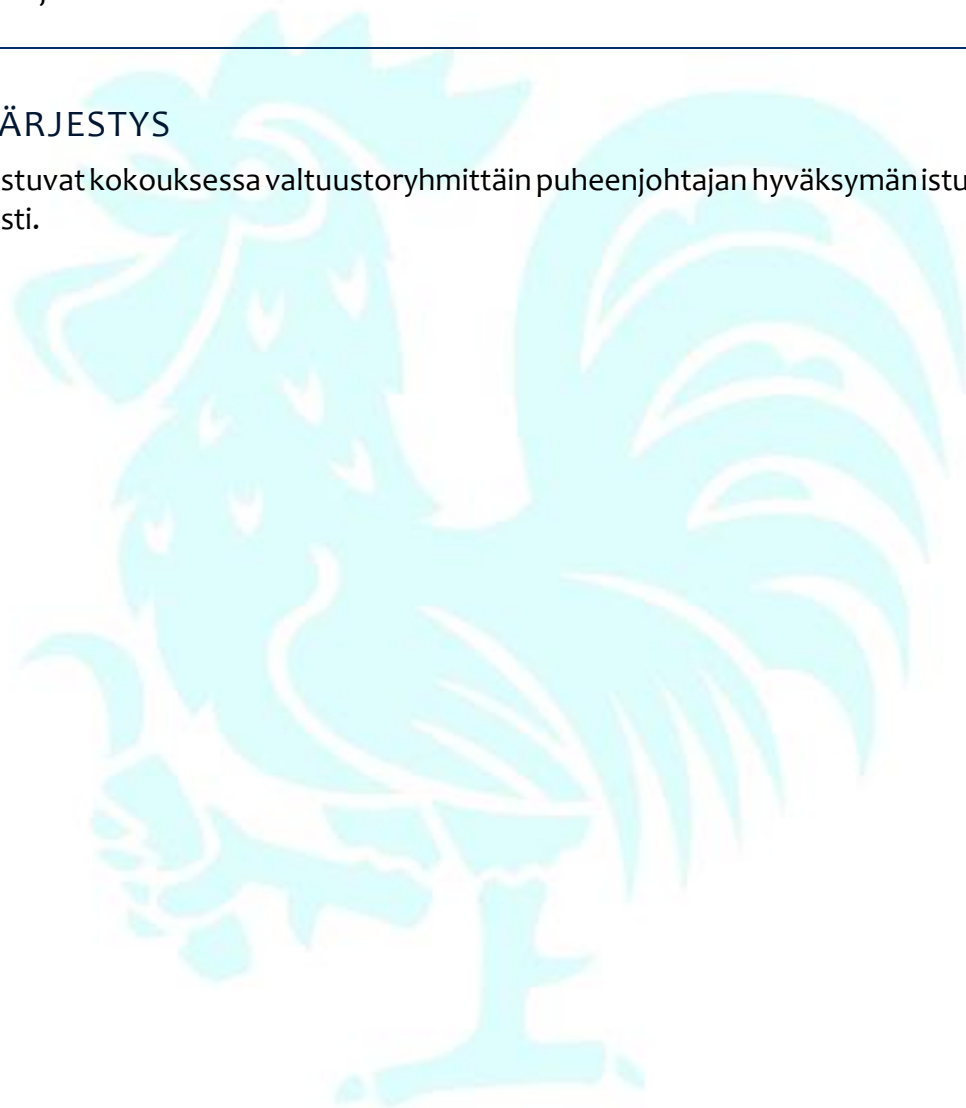 ÄRJESTYS
stuvat kokouksessa valtuustoryhmittäin puheenjohtajan hyväksymän istu
sti.